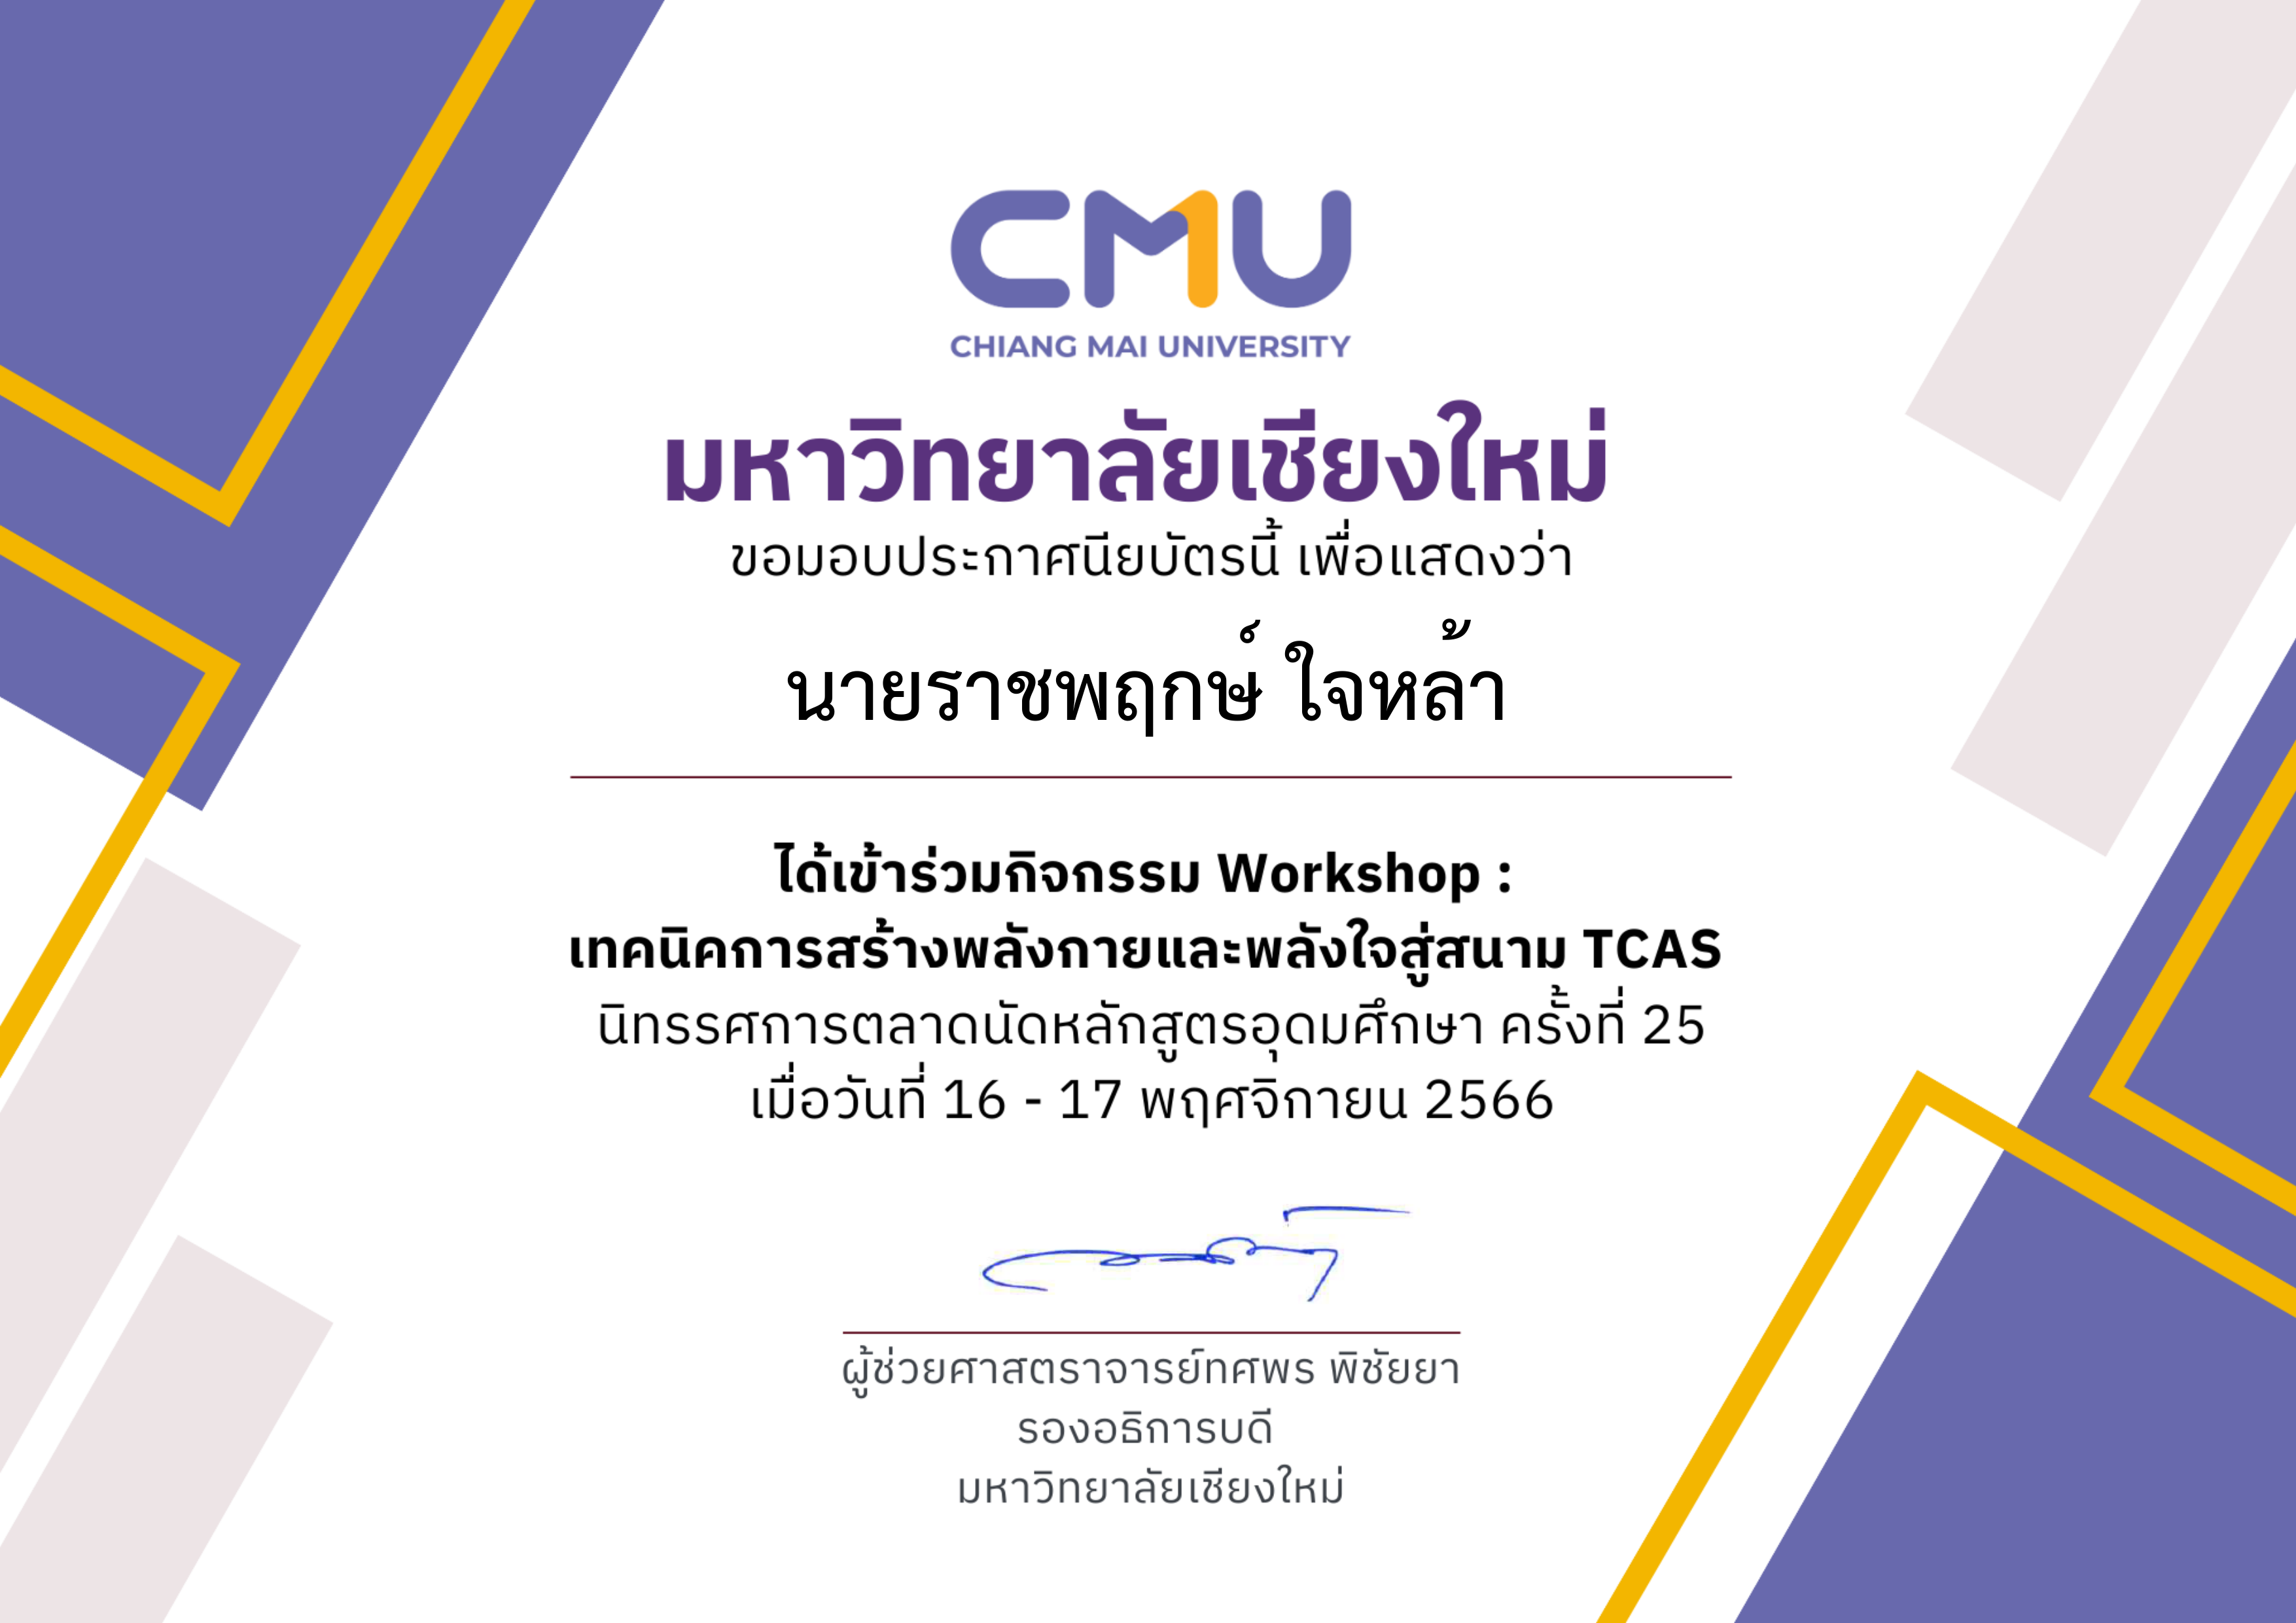 CMU
CHIANG MAI UNIVERSITY
มหาวิทยาลัยเชียงใหม่
ขอมอบประกาศนียบัตรนี้ เพื่อแสดงว่า
นายราชพฤกษ์ ใจหล้า
ได้เข้าร่วมกิจกรรม Workshop :
เทคนิคการสร้างพลังกายและพลังใจสู่สนาม TCAS
นิทรรศการตลาดนัดหลักสูตรอุดมศึกษา ครั้งที่ 25
เมื่อวันที่ 16 - 17 พฤศจิกายน 2566
ผู้ช่วยศาสตราจารย์ทศพร พิชัยยา
รองอธิการบดี
มหาวิทยาลัยเชียงใหม่